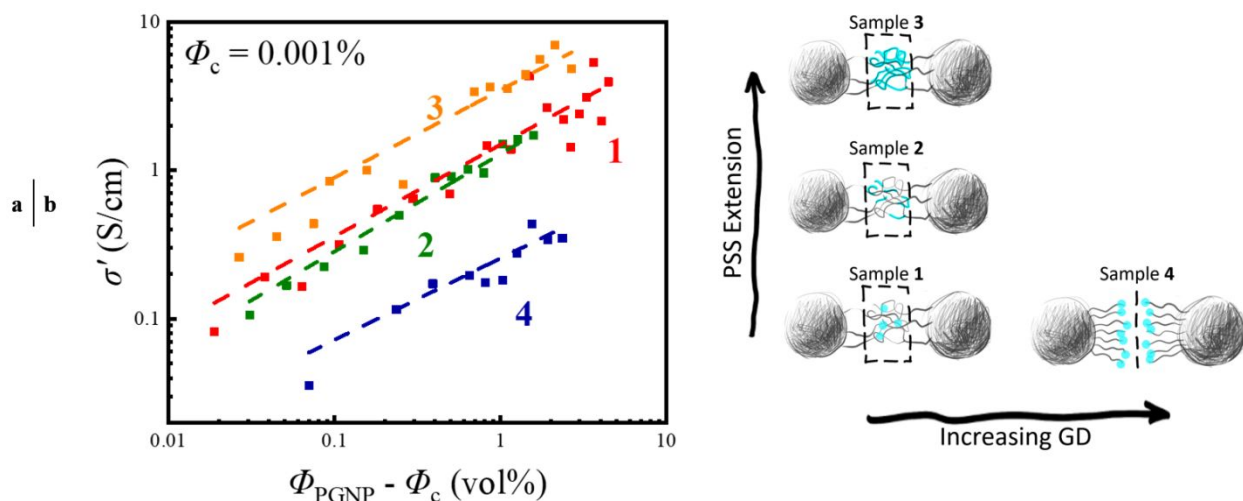 a | b
10
1
0.1
σ′ (S/cm)
Φc = 0.001%
3
1
2
4
0.01
0.1
1
10
ΦPGNP - Φc (vol%)
PSS Extension
Sample 3
Sample 2
Sample 1
Sample 4
Increasing GD